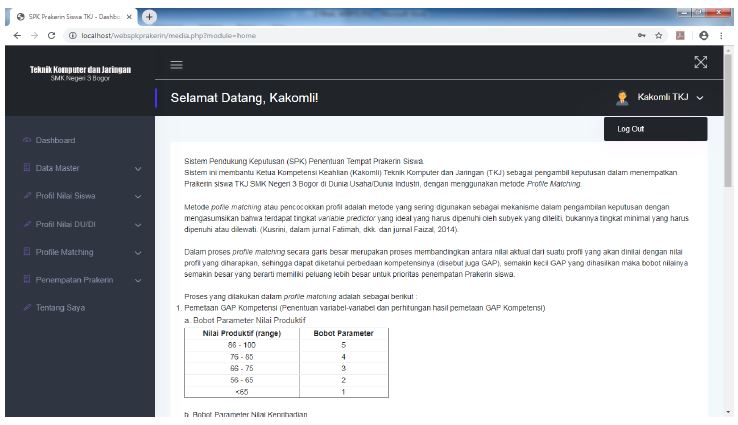 SPK Prakerin Siswa TKJ - Dashbo
localhost/webspkprakerin/media.php?module=home
Teknik Komputer dan Jaringan
SMK Negeri 3 Bogor
Selamat Datang, Kakomli!
Kakomli TKJ
Log Out
Dashboard
Data Master
Profil Nilai Siswa
Profil Nilai DU/DI
Profile Matching
Penempatan Prakerin
Tentang Saya
Sistem Pendukung Keputusan (SPK) Penentuan Tempat Prakerin Siswa.
Sistem ini membantu Ketua Kompetensi Keahlian (Kakomli) Teknik Komputer dan Jaringan (TKJ) sebagai pengambil keputusan dalam menempatkan
Prakerin siswa TKJ SMK Negeri 3 Bogor di Dunia Usaha/Dunia Industri, dengan menggunakan metode Profile Matching.
Metode pofile matching atau pencocokkan profil adalah metode yang sering digunakan sebagai mekanisme dalam pengambilan keputusan dengan
mengasumsikan bahwa terdapat tingkat variable predictor yang ideal yang harus dipenuhi oleh subyek yang diteliti, bukannya tingkat minimal yang harus
dipenuhi atau dilewati. (Kusrini, dalam jurnal Fatimah, dkk. dan jurnal Faizal, 2014).
Dalam proses profile matching secara garis besar merupakan proses membandingkan antara nilai aktual dari suatu profil yang akan dinilai dengan nilai
profil yang diharapkan, sehingga dapat diketahui perbedaan kompetensinya (disebut juga GAP), semakin kecil GAP yang dihasilkan maka bobot nilainya
semakin besar yang berarti memiliki peluang lebih besar untuk prioritas penempatan Prakerin siswa.
Proses yang dilakukan dalam profile matching adalah sebagai berikut :
1. Pemetaan GAP Kompetensi (Penentuan variabel-variabel dan perhitungan hasil pemetaan GAP Kompetensi)
a. Bobot Parameter Nilai Produktif
Nilai Produktif (range) Bobot Parameter
86 - 100 5
76 - 85 4
66 - 75 3
56 - 65 2
<65 1
b. Bobot Parameter Nilai Kepribadian